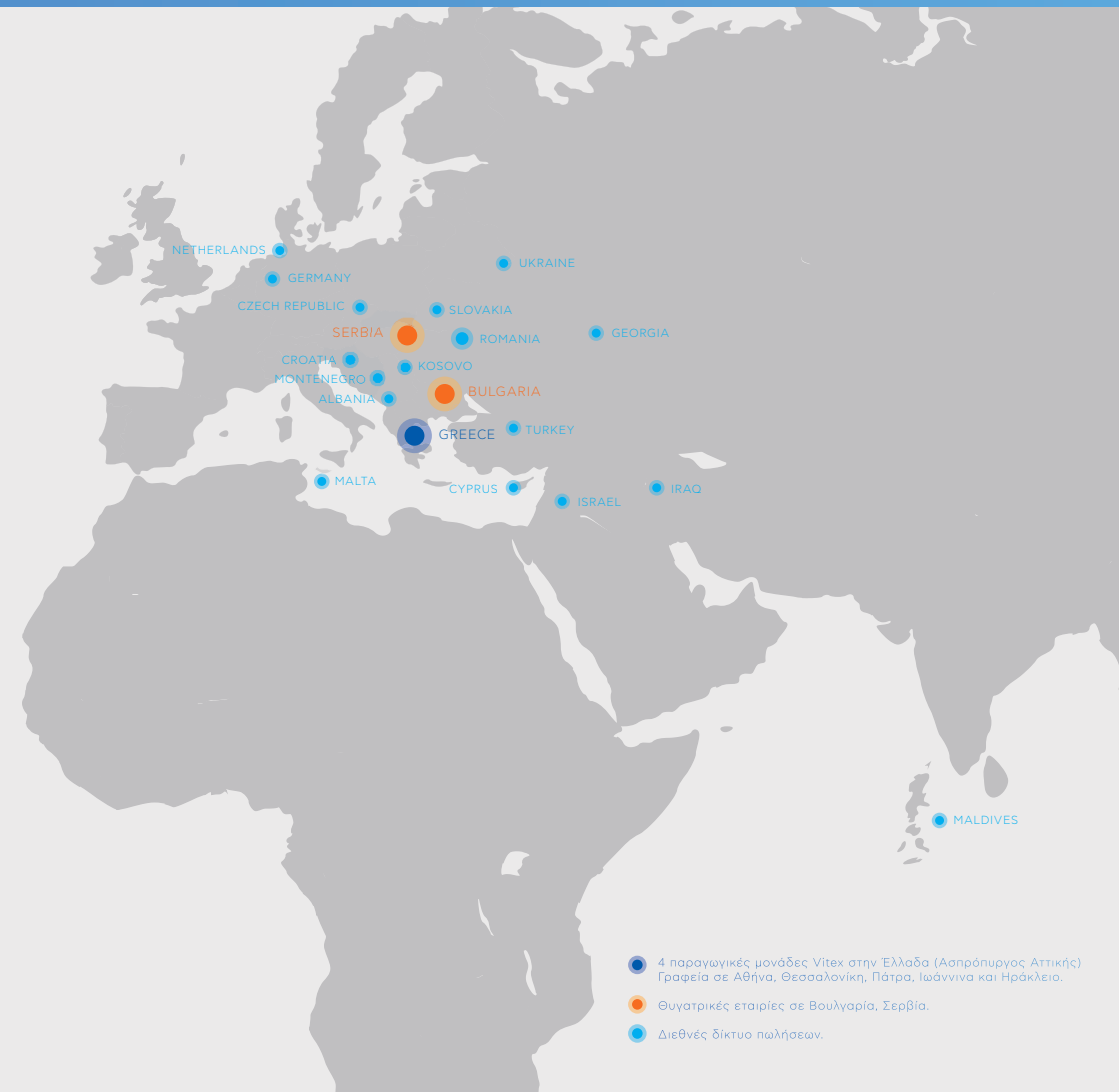 NETHERLANDS
UKRAINE
GERMANY
CZECH REPUBLIC
SLOVAKIA
SERBIA
ROMANIA
GEORGIA
CROATIA
KOSOVO
MONTENEGRO
BULGARIA
ALBANIA
GREECE
TURKEY
MALTA
CYPRUS
IRAQ
ISRAEL
MALDIVES
4 παραγωγικές μονάδες Vitex στην Έλλαδα (Ασπρόπυργος Αττικής)
Γραφεία σε Αθήνα, Θεσσαλονίκη, Πάτρα, Ιωάννινα και Ηράκλειο.
Θυγατρικές εταιρίες σε Βουλγαρία, Σερβία.
Διεθνές δίκτυο πωλήσεων.